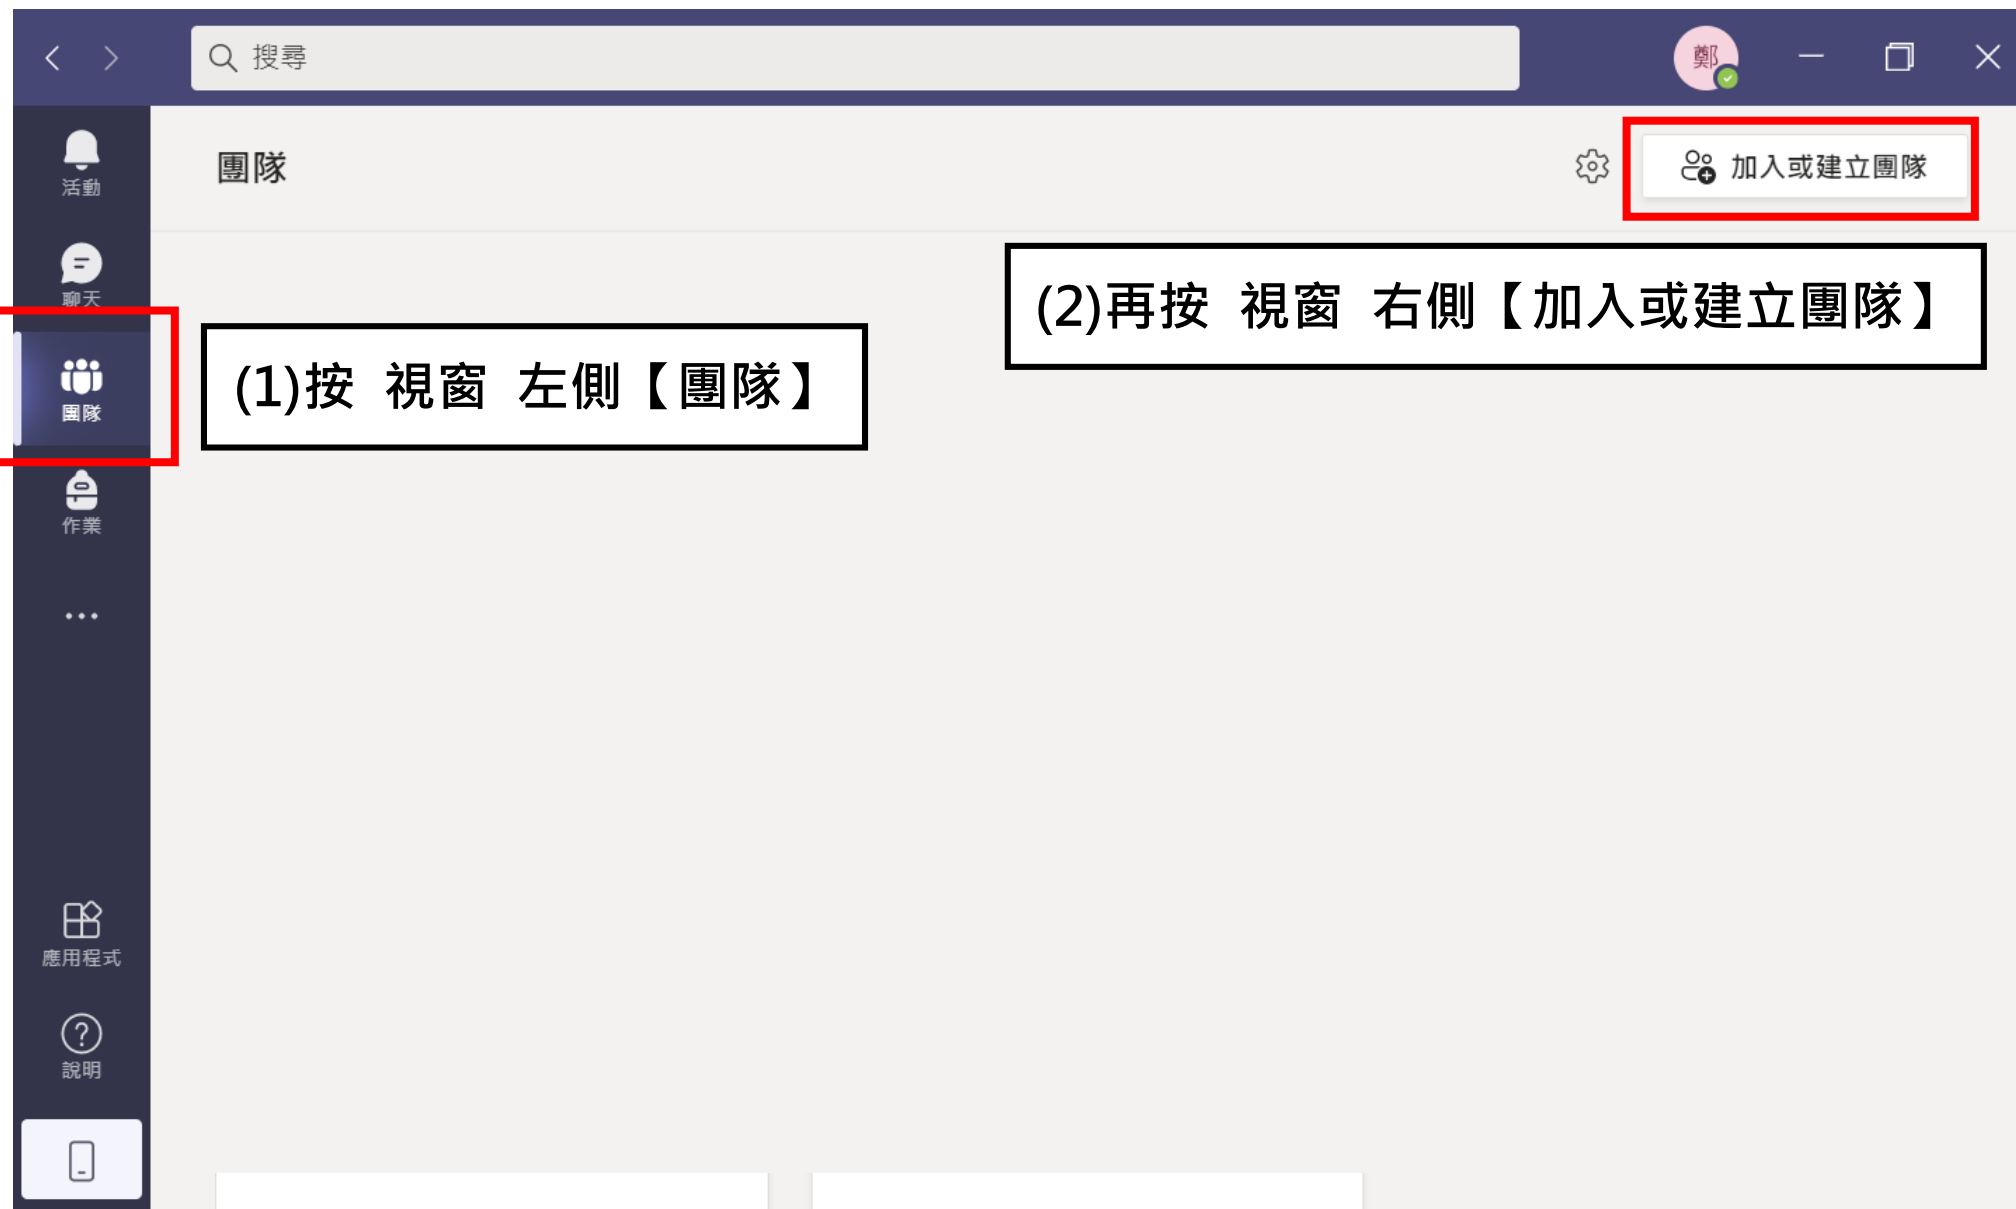 搜尋
鄭
活動
團隊
加入或建立團隊
聊天
(2)再按 視窗 右側【加入或建立團隊】
(1)按 視窗 左側【團隊】
團隊
作業
應用程式
說明